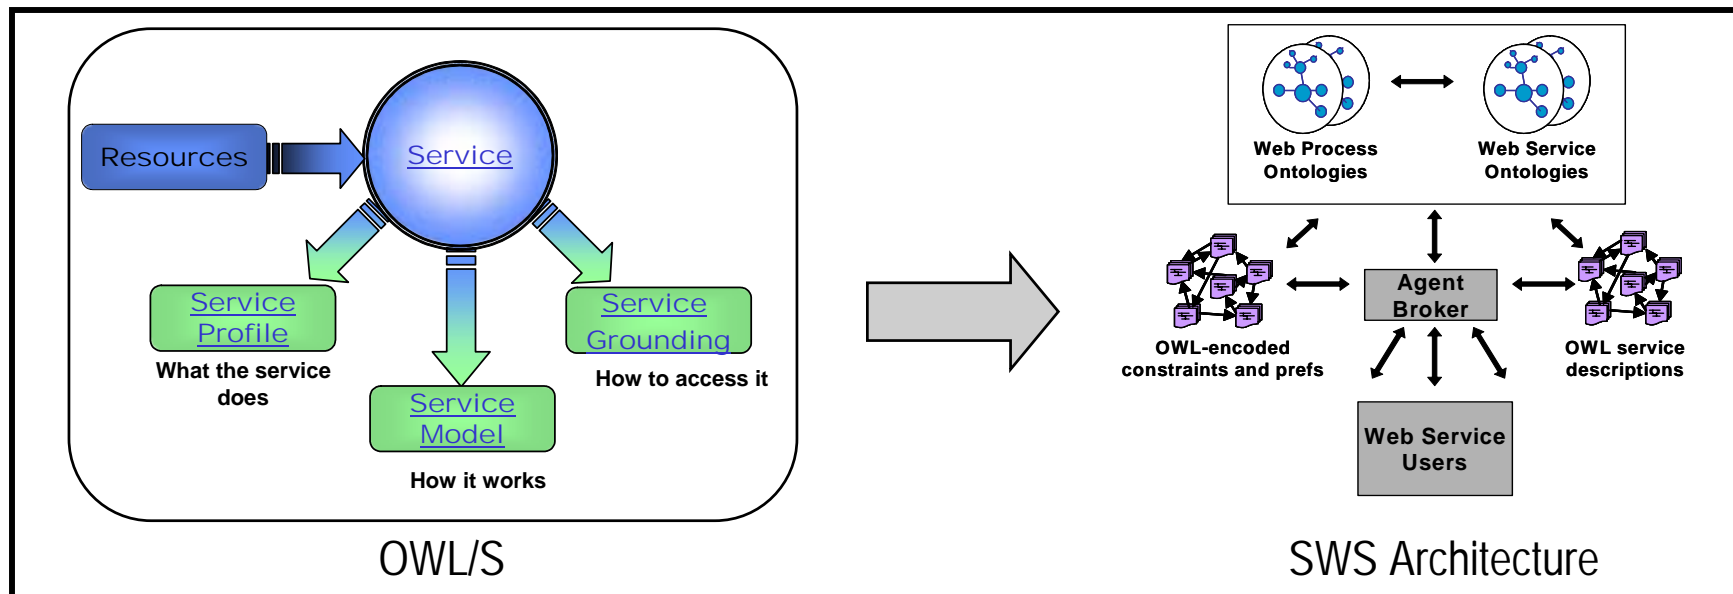 Resources
Service
Service
Profile
What the service
does
Service
Model
How it works
Service
Grounding
How to access it
OWL/S
Web Process
Ontologies
Web Service
Ontologies
OWL-encoded
constraints and prefs
Agent
Broker
OWL service
descriptions
Web Service
Users
SWS Architecture